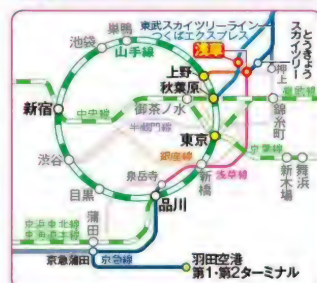 東武スカイツリーライン
つくばエクスプレス
とうきょう
スカイツリー
巣鴨
池袋
山手線
浅草
押上
上野
秋葉原
新宿
中央線
御茶ノ水
総武線
錦糸町
半蔵門線
東京
渋谷
銀座線
京葉線
泉岳寺
新橋
浅草線
新木場
舞浜
目黒
品川
京浜東北線
東海道本線
蒲田
京急蒲田
京急線
羽田空港
第1・第2ターミナル